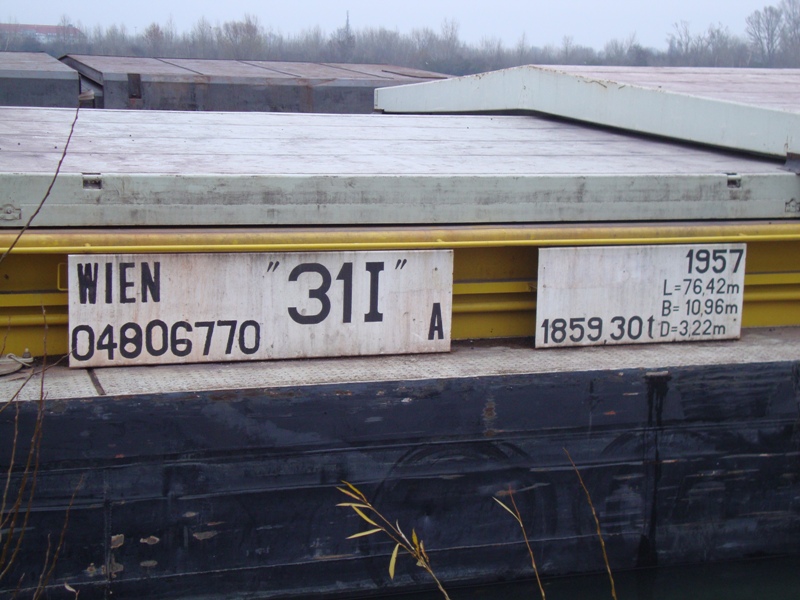 WIEN "31I"
04806770 A
1957
L=76,42m
B=10,96m
1859,30t D=3,22m